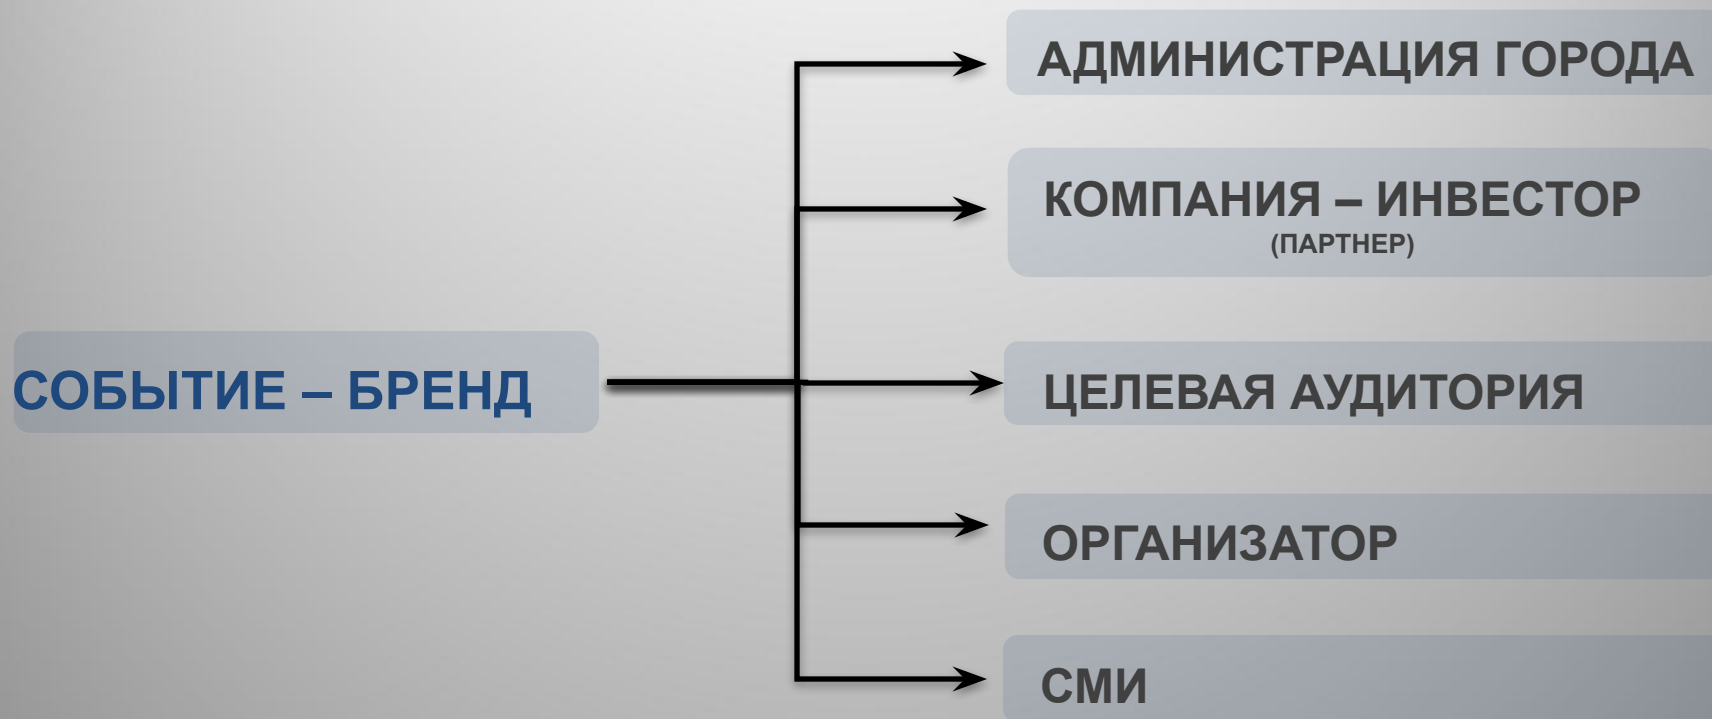 АДМИНИСТРАЦИЯ ГОРОДА
КОМПАНИЯ – ИНВЕСТОР
(ПАРТНЕР)
СОБЫТИЕ – БРЕНД
ЦЕЛЕВАЯ АУДИТОРИЯ
ОРГАНИЗАТОР
СМИ